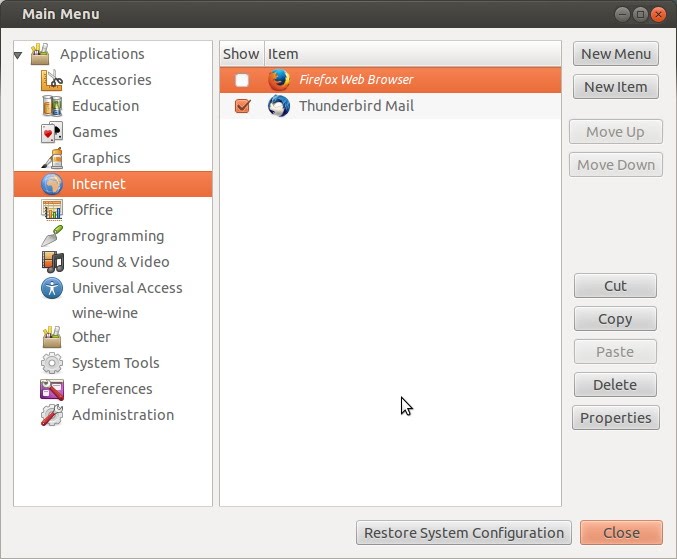 Main Menu
Applications
Accessories
Education
Games
Graphics
Internet
Office
Programming
Sound & Video
Universal Access
wine-wine
Other
System Tools
Preferences
Administration
Show Item
Firefox Web Browser
Thunderbird Mail
New Menu
New Item
Move Up
Move Down
Cut
Copy
Paste
Delete
Properties
Restore System Configuration
Close